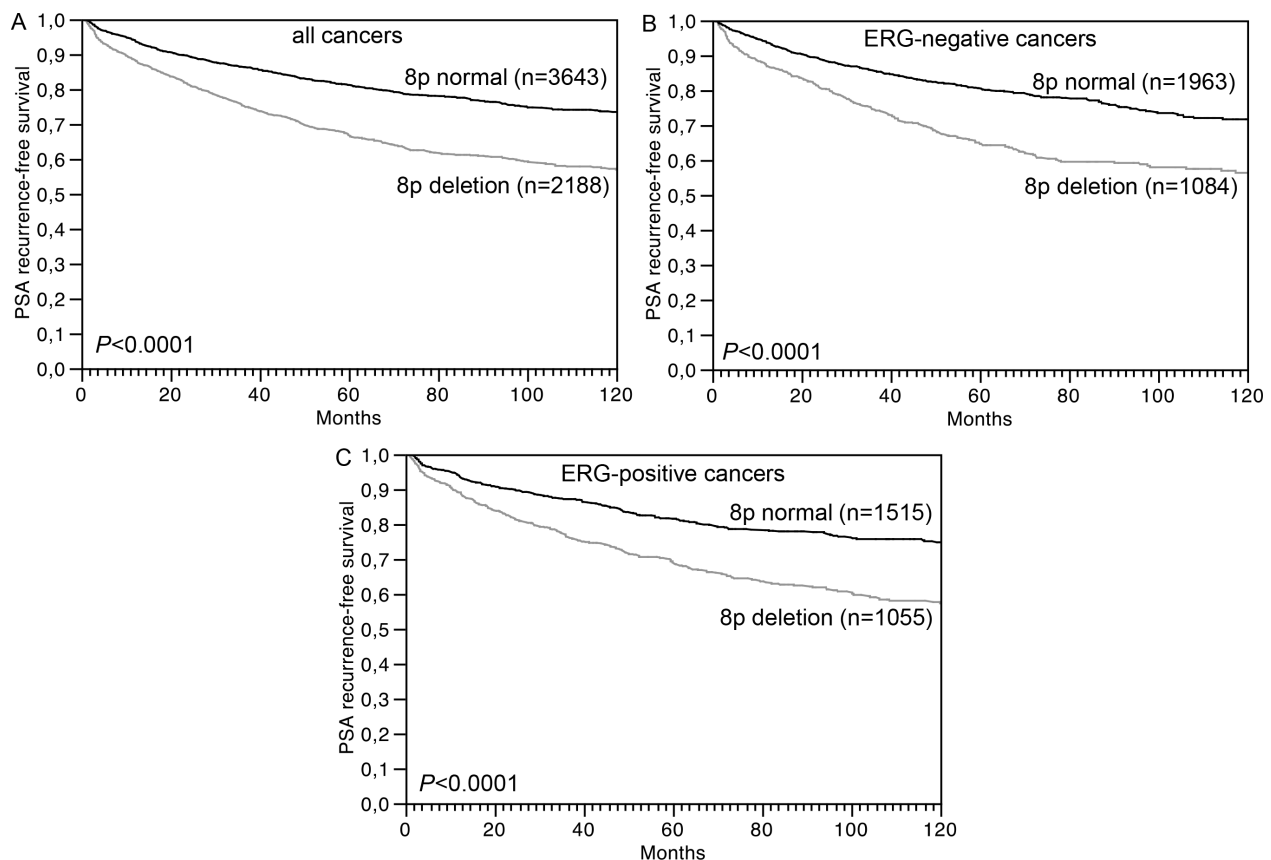 A
all cancers
8p normal (n=3643)
8p deletion (n=2188)
P<0.0001
PSA recurrence-free survival
1,0
0,9
0,8
0,7
0,6
0,5
0,4
0,3
0,2
0,1
0,0
0 20 40 60 80 100 120
Months
B
ERG-negative cancers
8p normal (n=1963)
8p deletion (n=1084)
P<0.0001
PSA recurrence-free survival
1,0
0,9
0,8
0,7
0,6
0,5
0,4
0,3
0,2
0,1
0,0
0 20 40 60 80 100 120
Months
C
ERG-positive cancers
8p normal (n=1515)
8p deletion (n=1055)
P<0.0001
PSA recurrence-free survival
1,0
0,9
0,8
0,7
0,6
0,5
0,4
0,3
0,2
0,1
0,0
0 20 40 60 80 100 120
Months